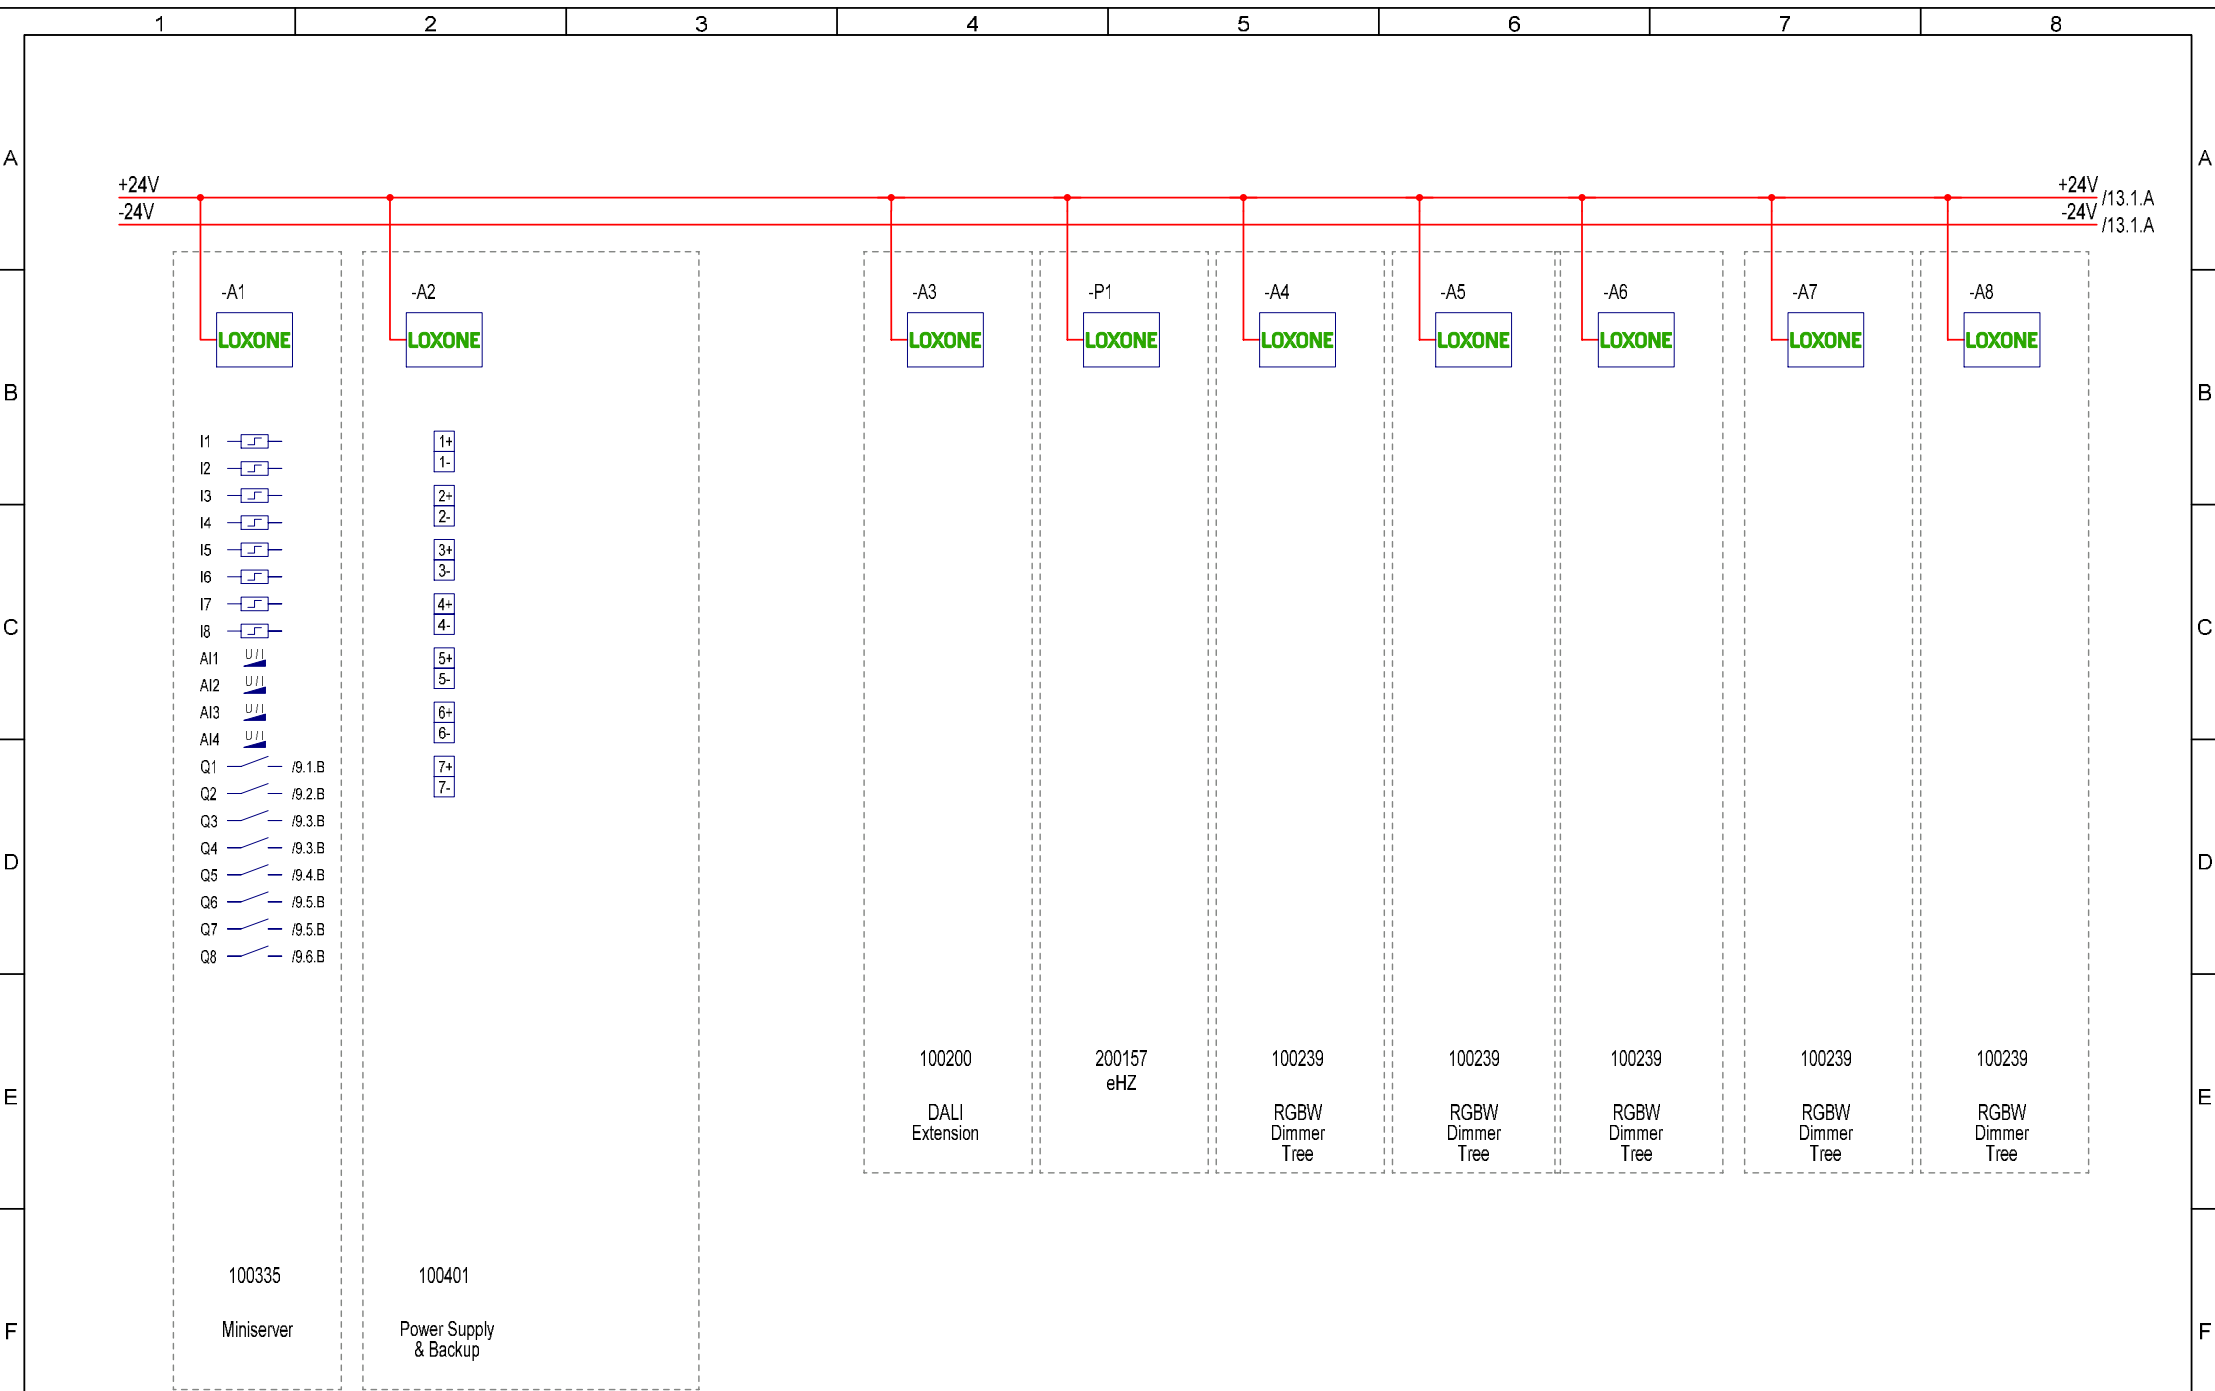 1 2 3 4 5 6 7 8
A A
+24V +24V /13.1.A
-24V -24V /13.1.A
-A1 -A2 -A3 -P1 -A4 -A5 -A6 -A7 -A8
LOXONE LOXONE LOXONE LOXONE LOXONE LOXONE LOXONE LOXONE LOXONE
B B
I1
I2
I3
I4
I5
I6
I7
I8
AI1 U/I
AI2 U/I
AI3 U/I
AI4 U/I
Q1 /9.1.B
Q2 /9.2.B
Q3 /9.3.B
Q4 /9.3.B
Q5 /9.4.B
Q6 /9.5.B
Q7 /9.5.B
Q8 /9.6.B
1+
1-
2+
2-
3+
3-
4+
4-
5+
5-
6+
6-
7+
7-
C C
D D
E E
100200
DALI
Extension
200157
eHZ
100239
RGBW
Dimmer
Tree
100239
RGBW
Dimmer
Tree
100239
RGBW
Dimmer
Tree
100239
RGBW
Dimmer
Tree
100239
RGBW
Dimmer
Tree
100335
Miniserver
100401
Power Supply
& Backup
F F